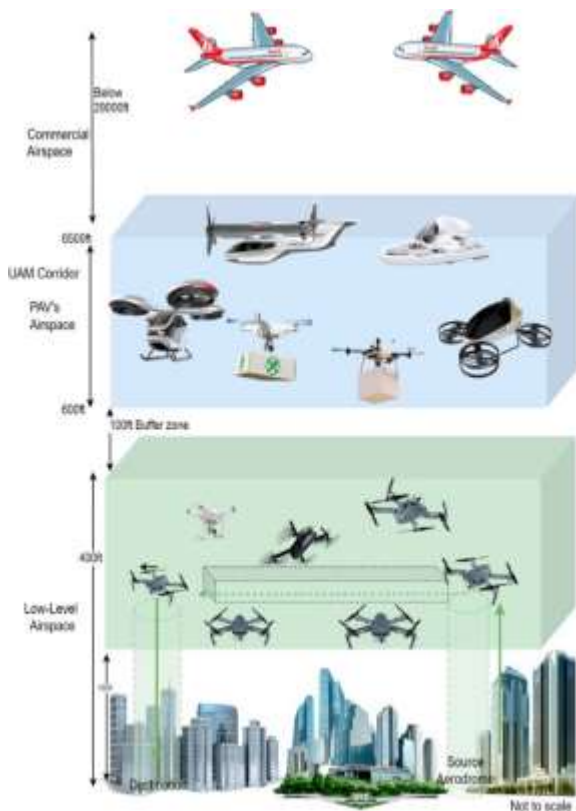 Below
28000ft
Commercial
Airspace
6500ft
UAM Corridor
PAV's
Airspace
600ft
100ft Buffer zone
400ft
Low-Level
Airspace
Source
Aerodrome
Not to scale